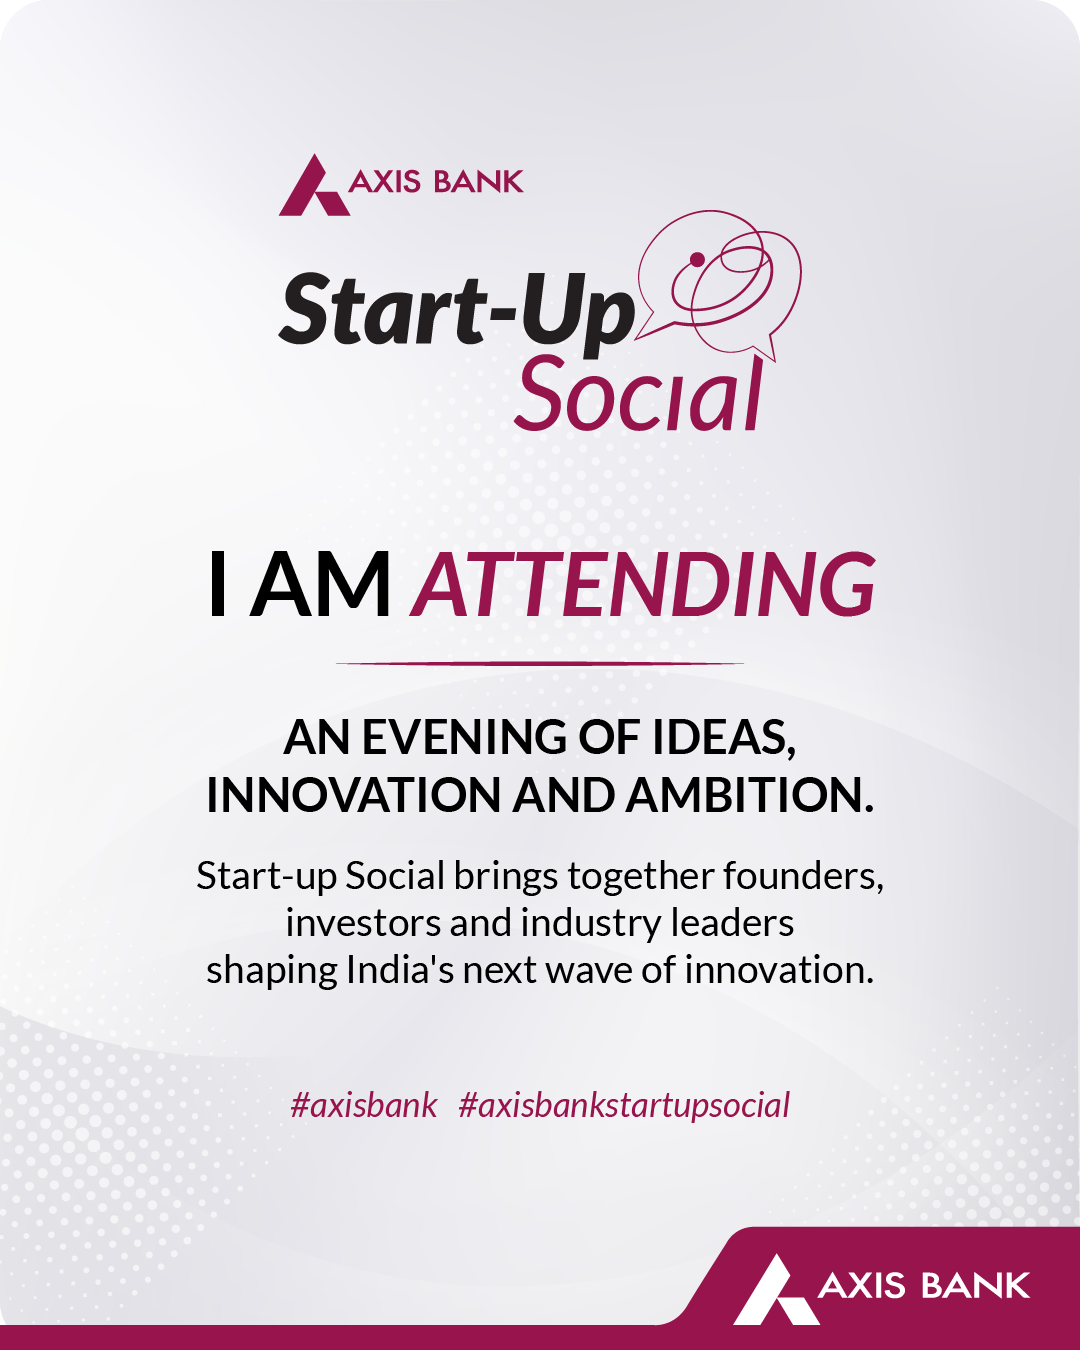 AXIS BANK
Start-Up
Social
I AM ATTENDING
AN EVENING OF IDEAS,
INNOVATION AND AMBITION.
Start-up Social brings together founders,
investors and industry leaders
shaping India's next wave of innovation.
#axisbank #axisbankstartupsocial
AXIS BANK